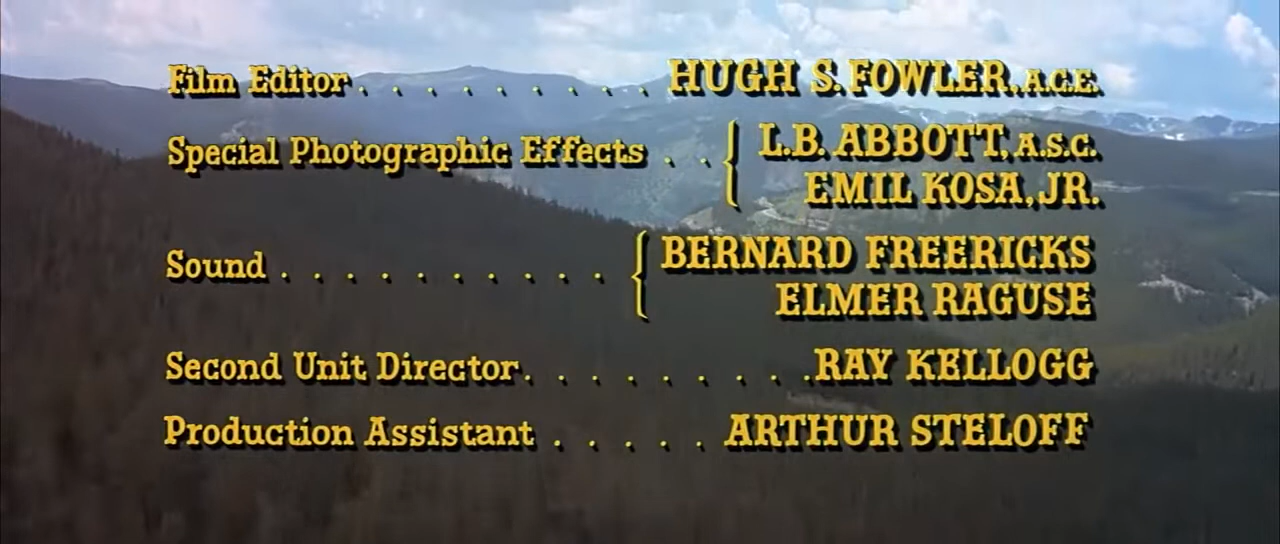 Film Editor. . . . . . . . . HUGH S. FOWLER, A.C.E.
Special Photographic Effects . . { L.B. ABBOTT, A.S.C.
EMIL KOSA, JR.
Sound . . . . . . . . . . { BERNARD FREERICKS
ELMER RAGUSE
Second Unit Director. . . . . . . . .RAY KELLOGG
Production Assistant . . . . . ARTHUR STELOFF